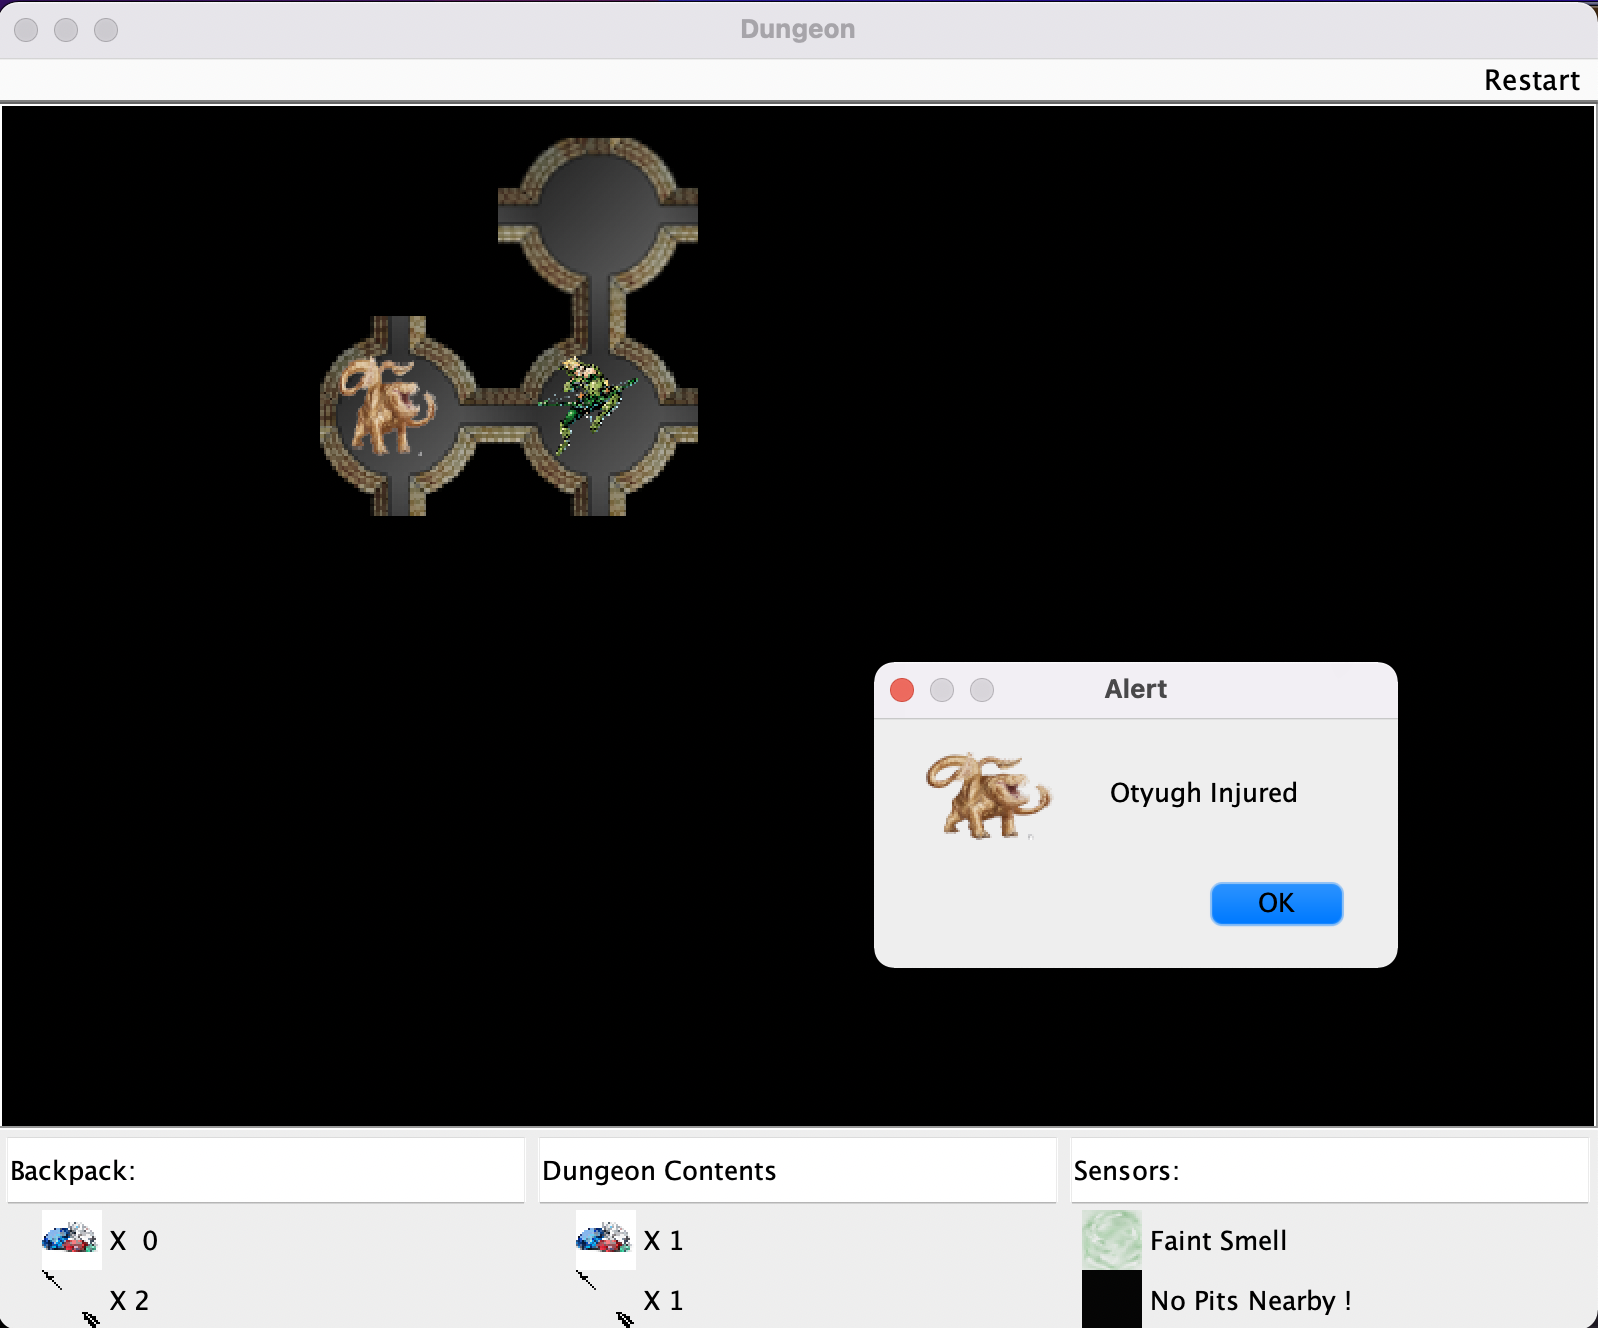 Dungeon
Restart
Alert
Otyugh Injured
OK
Backpack:
Dungeon Contents
Sensors:
X 0
X 1
Faint Smell
X 2
X 1
No Pits Nearby !